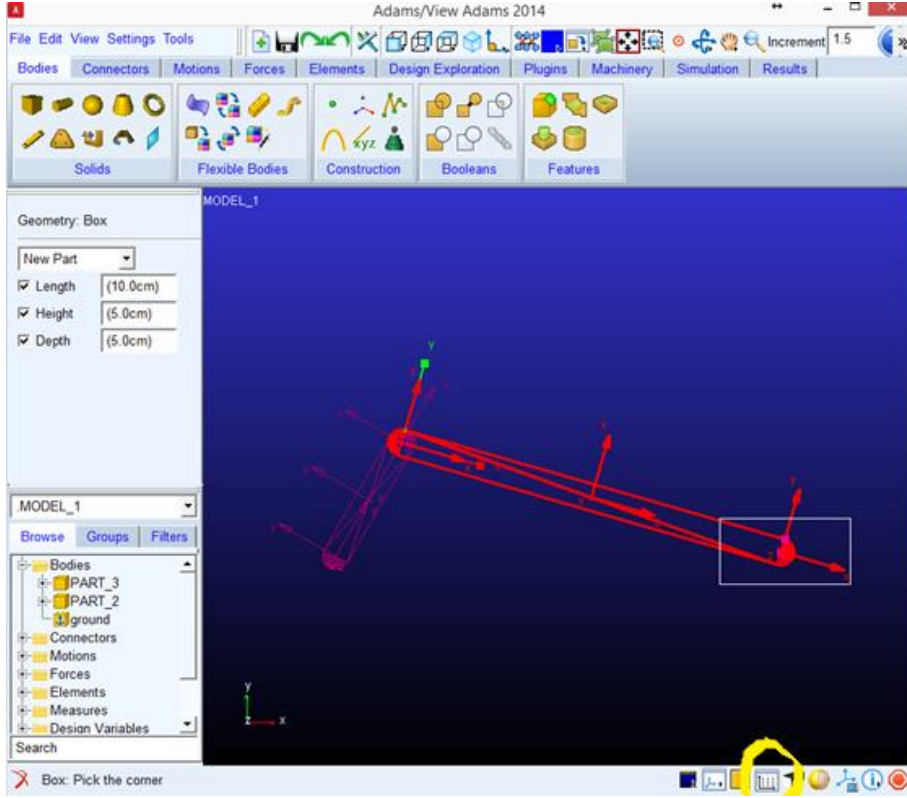 Adams/View Adams 2014
File Edit View Settings Tools
Increment 1.5
Bodies Connectors Motions Forces Elements Design Exploration Plugins Machinery Simulation Results
Solids Flexible Bodies Construction Booleans Features
MODEL_1
Geometry: Box
New Part
Length (10.0cm)
Height (5.0cm)
Depth (5.0cm)
.MODEL_1
Browse Groups Filters
Bodies
PART_3
PART_2
ground
Connectors
Motions
Forces
Elements
Measures
Design Variables
Search
Y
y
z x
Box: Pick the corner